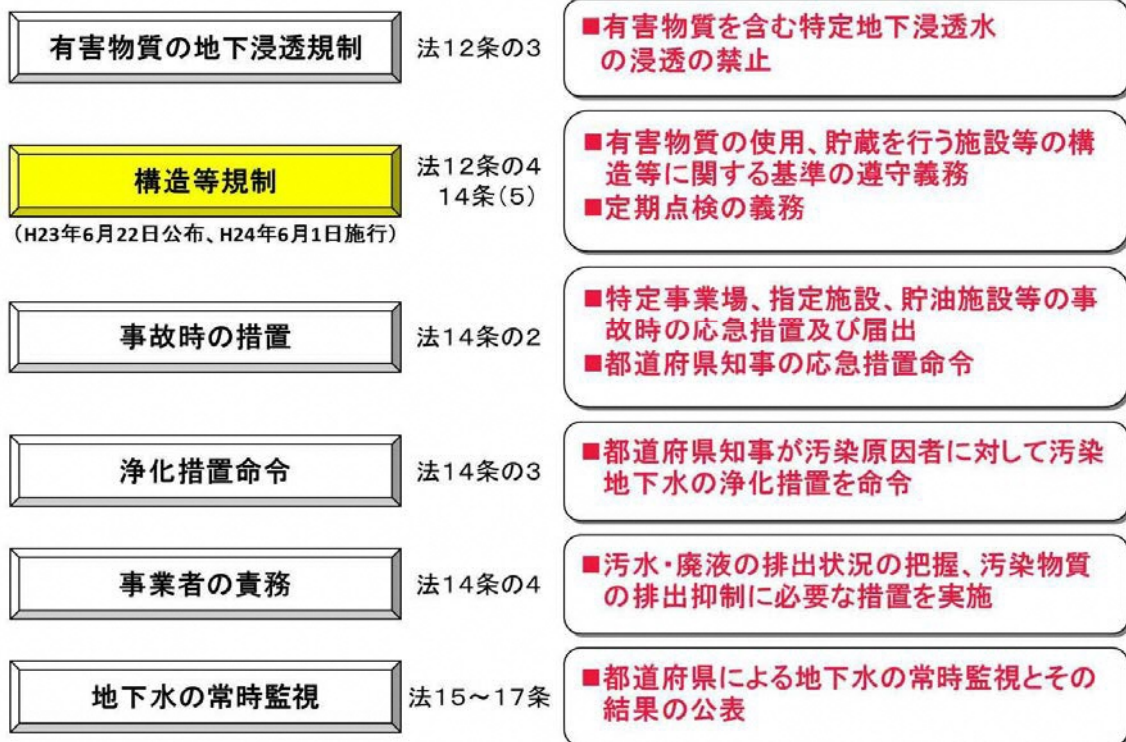 有害物質の地下浸透規制
法12条の3
■有害物質を含む特定地下浸透水
の浸透の禁止
構造等規制
(H23年6月22日公布、H24年6月1日施行)
法12条の4
14条(5)
■有害物質の使用、貯蔵を行う施設等の構
造等に関する基準の遵守義務
■定期点検の義務
事故時の措置
法14条の2
■特定事業場、指定施設、貯油施設等の事
故時の応急措置及び届出
■都道府県知事の応急措置命令
浄化措置命令
法14条の3
■都道府県知事が汚染原因者に対して汚染
地下水の浄化措置を命令
事業者の責務
法14条の4
■汚水・廃液の排出状況の把握、汚染物質
の排出抑制に必要な措置を実施
地下水の常時監視
法15～17条
■都道府県による地下水の常時監視とその
結果の公表